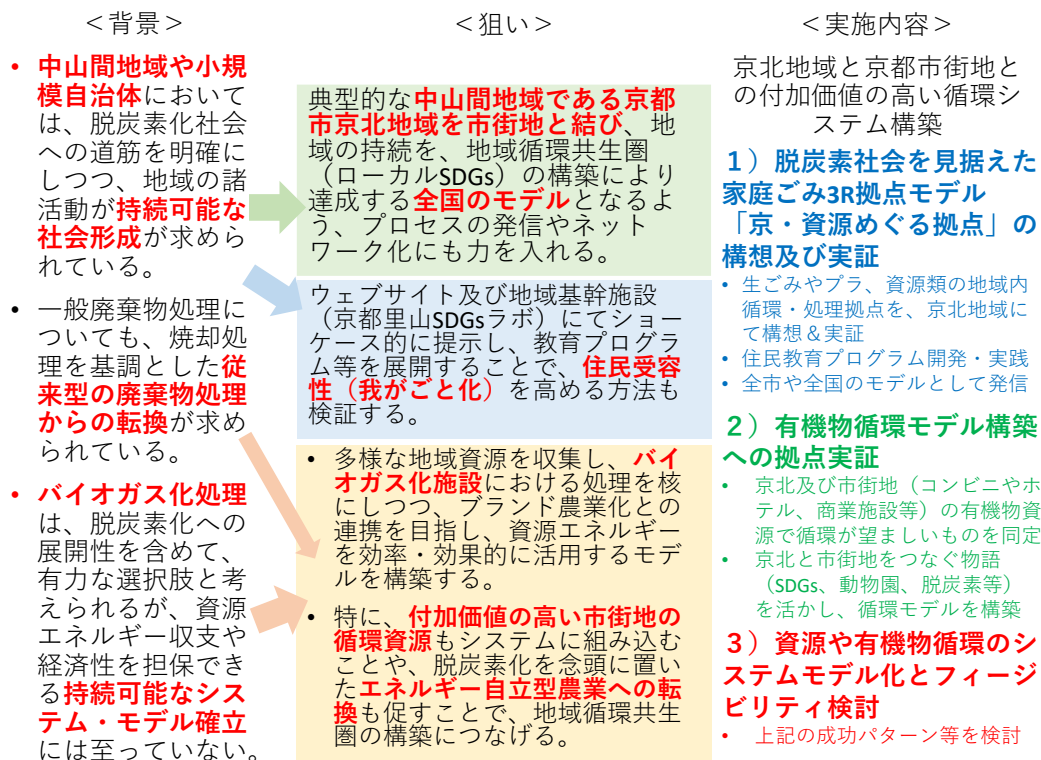 ＜背景＞
• 中山間地域や小規
模自治体において
は、脱炭素化社会
への道筋を明確に
しつつ、地域の諸
活動が持続可能な
社会形成が求めら
れている。
• 一般廃棄物処理に
ついても、焼却処
理を基調とした従
来型の廃棄物処理
からの転換が求め
られている。
• バイオガス化処理
は、脱炭素化への
展開性を含めて、
有力な選択肢と考
えられるが、資源
エネルギー収支や
経済性を担保でき
る持続可能なシス
テム・モデル確立
には至っていない。
＜狙い＞
典型的な中山間地域である京都
市京北地域を市街地と結び、地
域の持続を、地域循環共生圏
（ローカルSDGs）の構築により
達成する全国のモデルとなるよ
う、プロセスの発信やネット
ワーク化にも力を入れる。
ウェブサイト及び地域基幹施設
（京都里山SDGsラボ）にてショー
ケース的に提示し、教育プログラ
ム等を展開することで、住民受容
性（我がごと化）を高める方法も
検証する。
• 多様な地域資源を収集し、バイ
オガス化施設における処理を核
にしつつ、ブランド農業化との
連携を目指し、資源エネルギー
を効率・効果的に活用するモデ
ルを構築する。
• 特に、付加価値の高い市街地の
循環資源もシステムに組み込む
ことや、脱炭素化を念頭に置い
たエネルギー自立型農業への転
換も促すことで、地域循環共生
圏の構築につなげる。
＜実施内容＞
京北地域と京都市街地と
の付加価値の高い循環シ
ステム構築
１）脱炭素社会を見据えた
家庭ごみ3R拠点モデル
「京・資源めぐる拠点」の
構想及び実証
• 生ごみやプラ、資源類の地域内
循環・処理拠点を、京北地域に
て構想＆実証
• 住民教育プログラム開発・実践
• 全市や全国のモデルとして発信
２）有機物循環モデル構築
への拠点実証
• 京北及び市街地（コンビニやホ
テル、商業施設等）の有機物資
源で循環が望ましいものを同定
• 京北と市街地をつなぐ物語
（SDGs、動物園、脱炭素等）
を活かし、循環モデルを構築
３）資源や有機物循環のシ
ステムモデル化とフィージ
ビリティ検討
• 上記の成功パターン等を検討